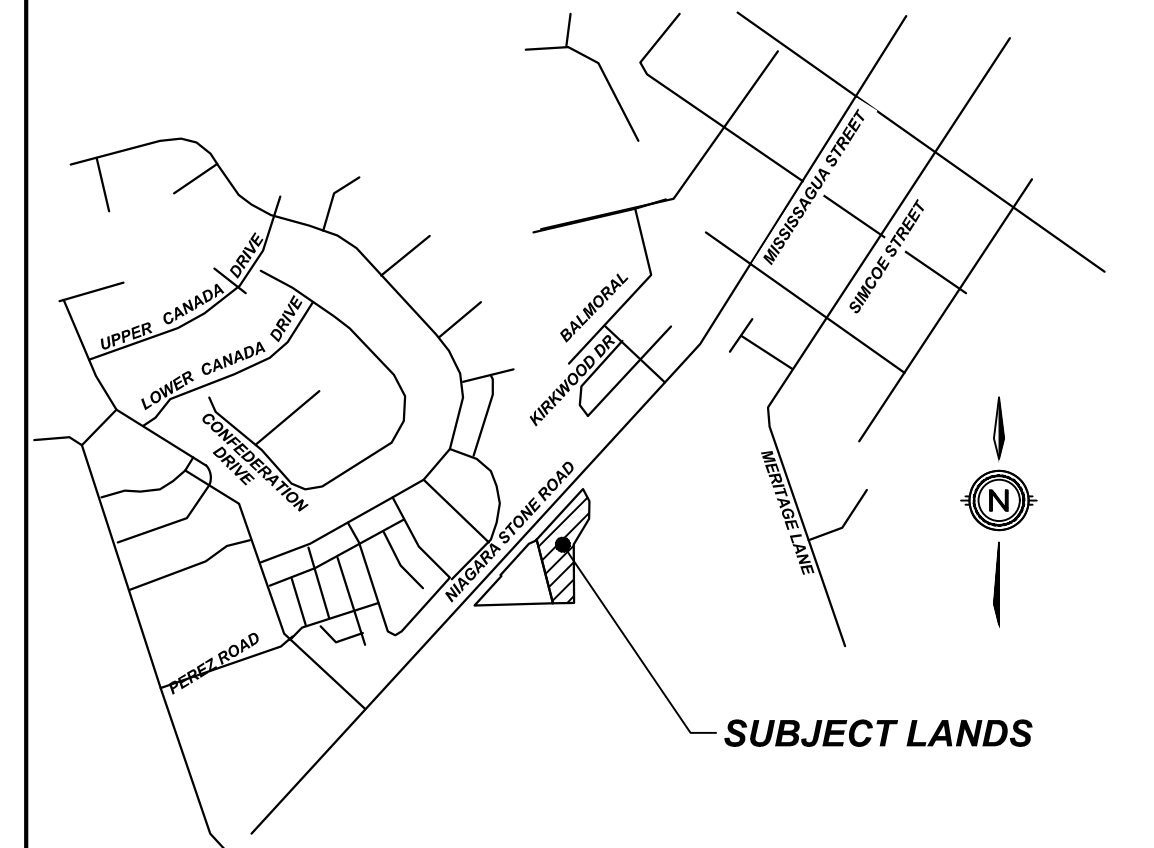 MISSISSAGUA STREET
SIMCOE STREET
UPPER CANADA DRIVE
LOWER CANADA DRIVE
BALMORAL
KIRKWOOD DR
CONFEDERATION
DRIVE
NIAGARA STONE ROAD
MERITAGE LANE
N
PEREZ ROAD
SUBJECT LANDS